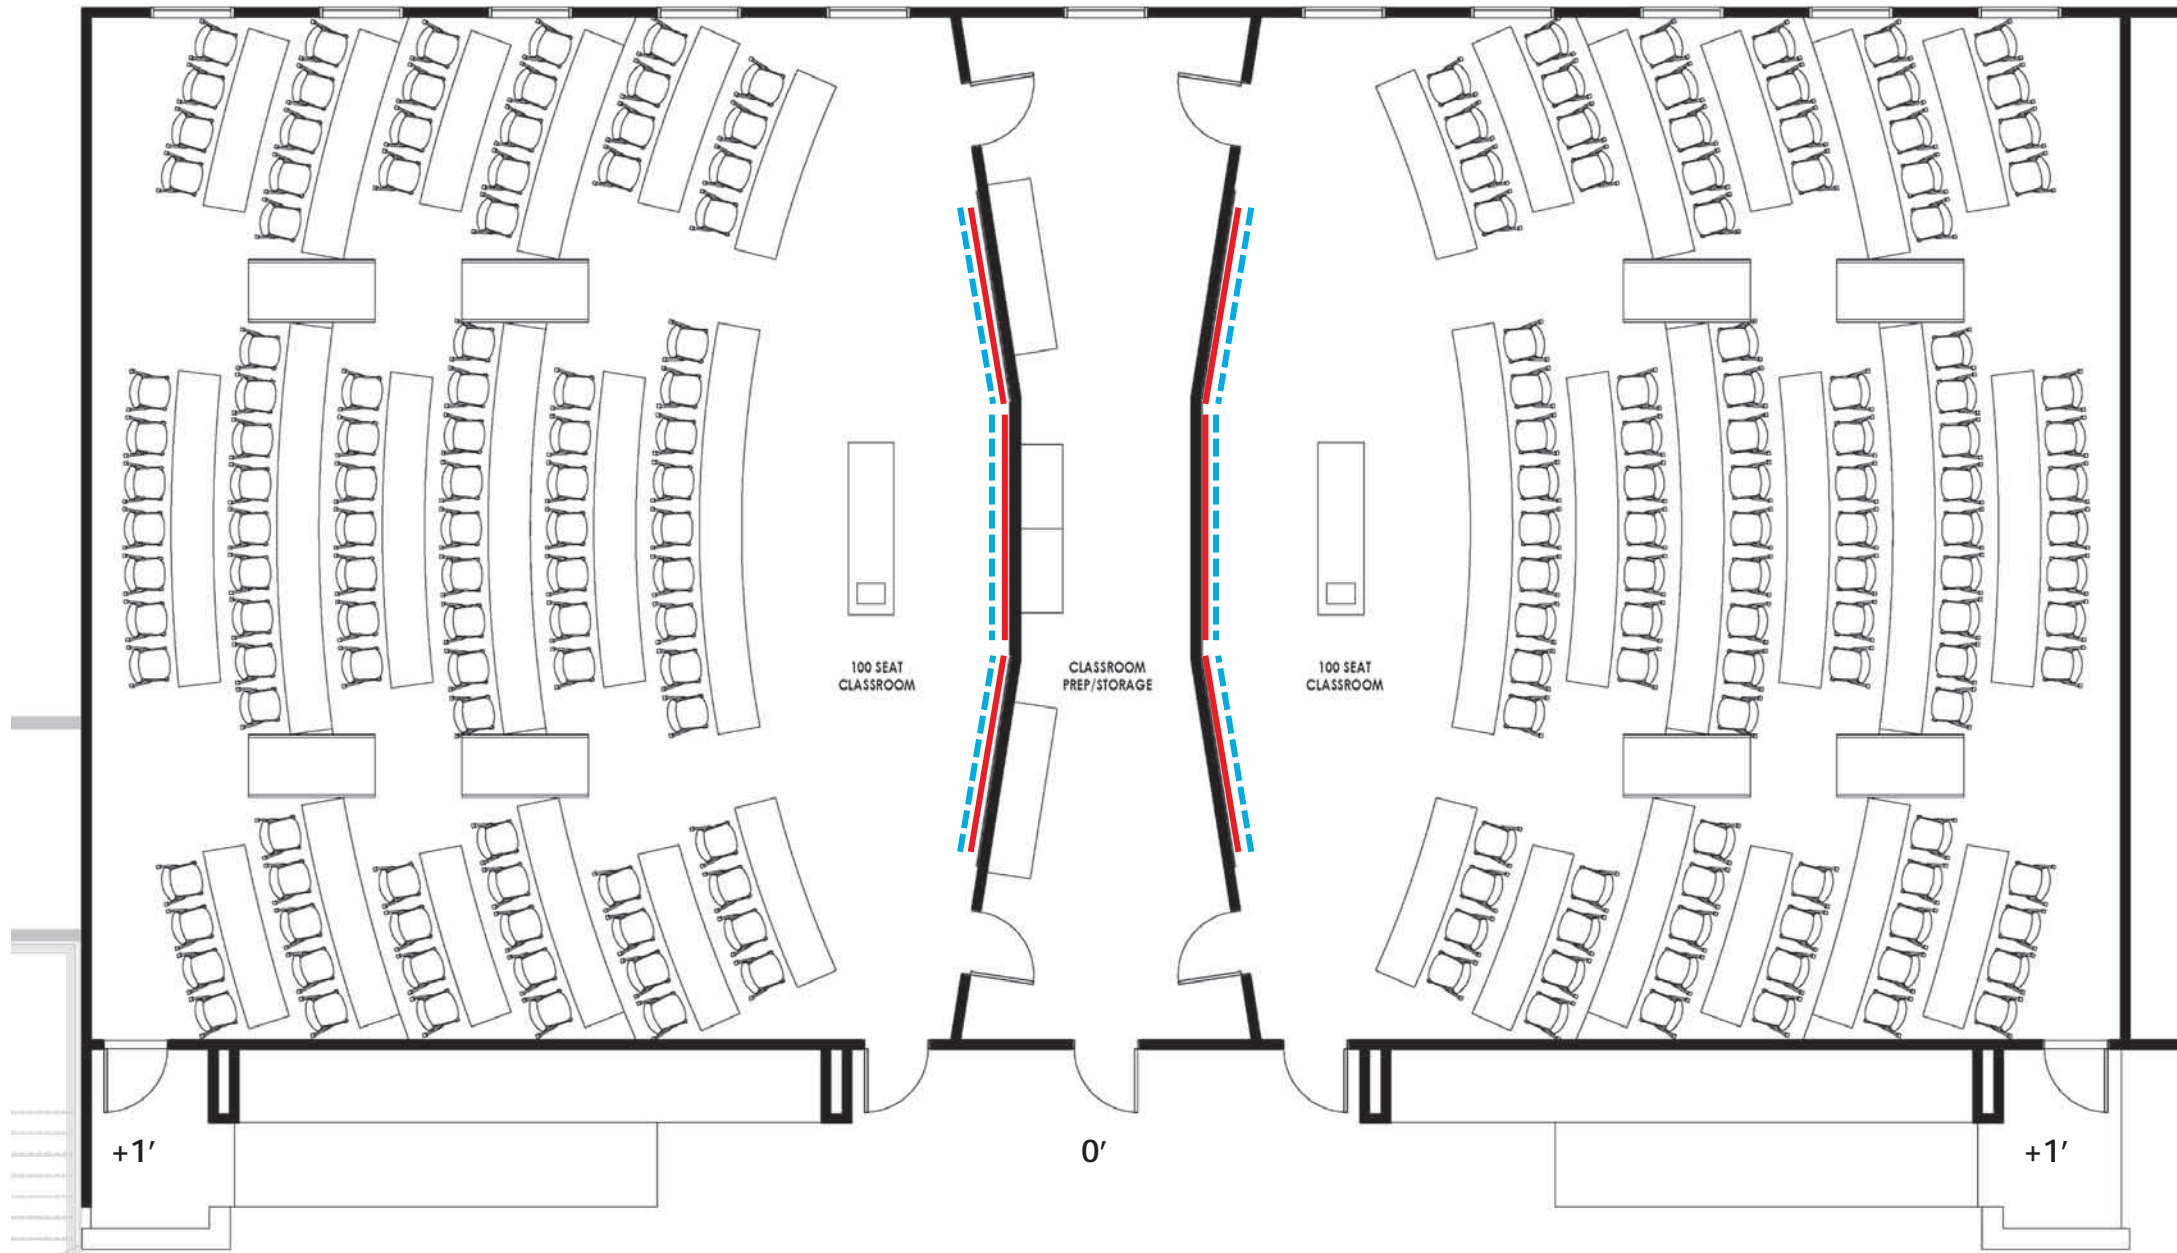 100 SEAT
CLASSROOM
CLASSROOM
PREP/STORAGE
100 SEAT
CLASSROOM
+1'
0'
+1'